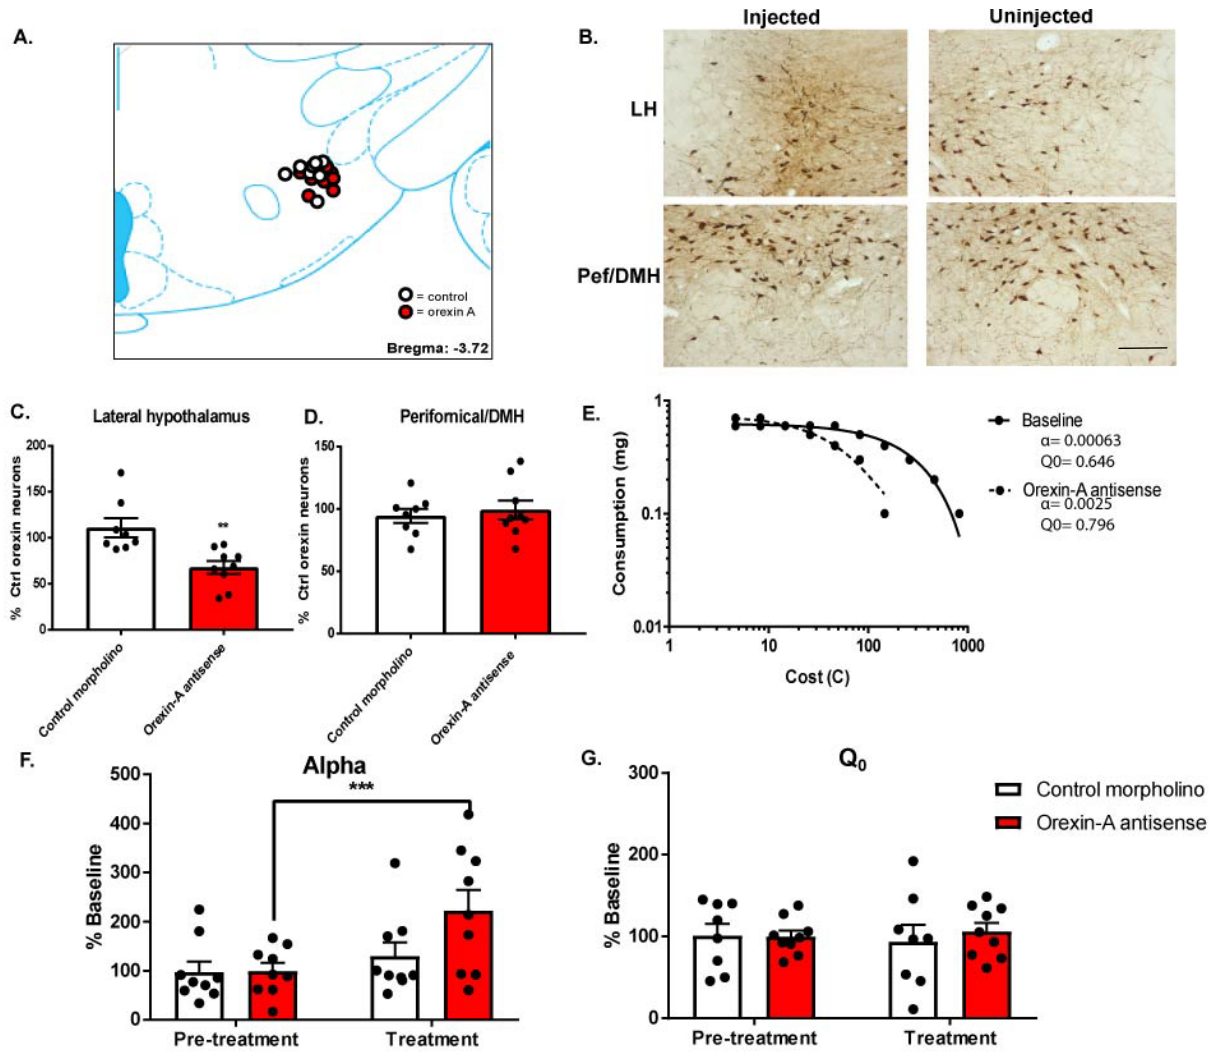 A.
= control
= orexin A
Bregma: -3.72
B.
Injected
Uninjected
LH
Pef/DMH
C.
Lateral hypothalamus
% Ctrl orexin neurons
200
150
100
50
0
**
Control morpholino
Orexin-A antisense
D.
Perifornical/DMH
% Ctrl orexin neurons
150
100
50
0
Control morpholino
Orexin-A antisense
E.
Consumption (mg)
1
0.1
0.01
1
10
100
1000
Cost (C)
Baseline
α= 0.00063
Q0= 0.646
Orexin-A antisense
α= 0.0025
Q0= 0.796
F.
Alpha
***
% Baseline
500
400
300
200
100
0
Pre-treatment
Treatment
G.
Q₀
% Baseline
300
200
100
0
Pre-treatment
Treatment
Control morpholino
Orexin-A antisense